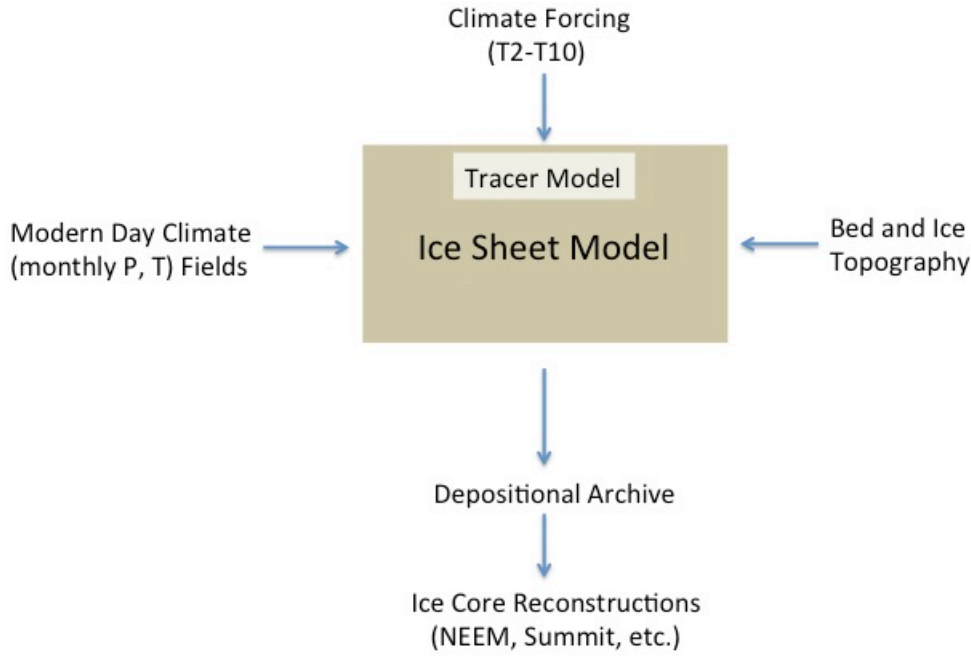 Climate Forcing
(T2-T10)
Tracer Model
Ice Sheet Model
Modern Day Climate
(monthly P, T) Fields
Bed and Ice
Topography
Depositional Archive
Ice Core Reconstructions
(NEEM, Summit, etc.)